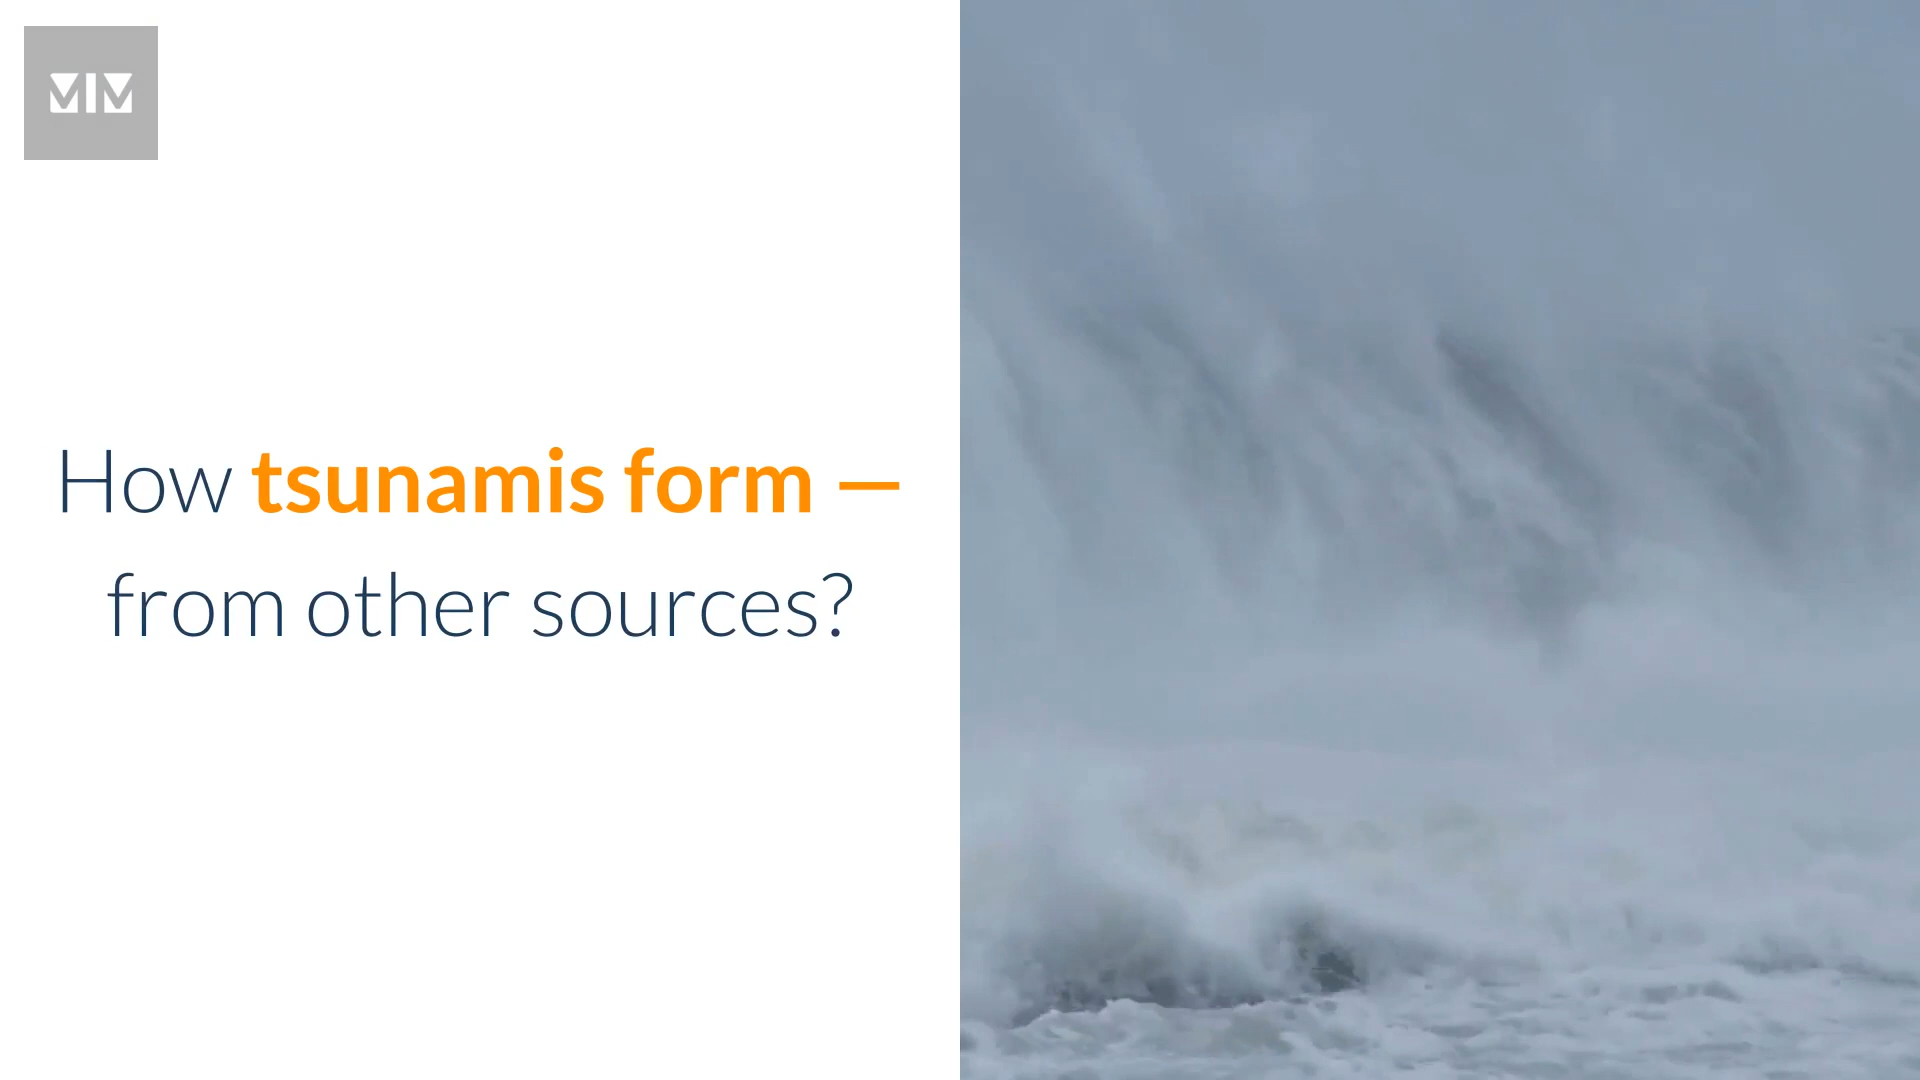 How tsunamis form —
from other sources?